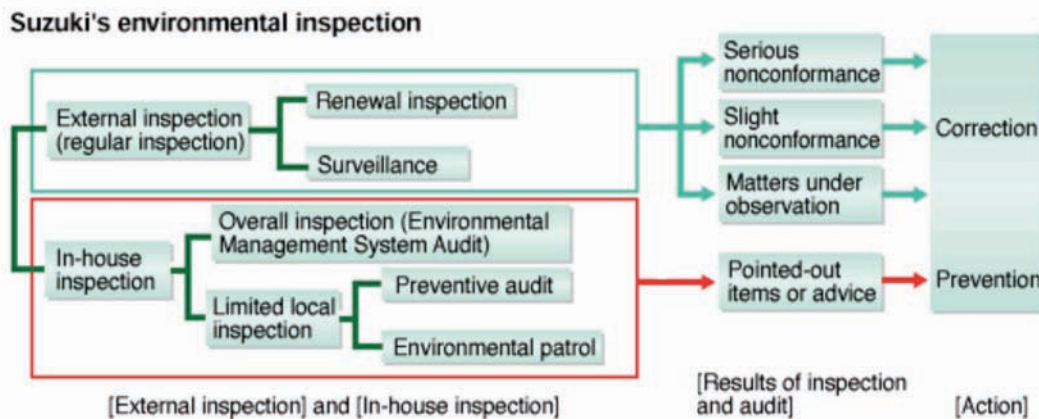 Suzuki's environmental inspection
External inspection
(regular inspection)
Renewal inspection
Surveillance
In-house
inspection
Overall inspection (Environmental
Management System Audit)
Limited local
inspection
Preventive audit
Environmental patrol
Serious
nonconformance
Slight
nonconformance
Matters under
observation
Pointed-out
items or advice
Correction
Prevention
[External inspection] and [In-house inspection]
[Results of inspection
and audit]
[Action]